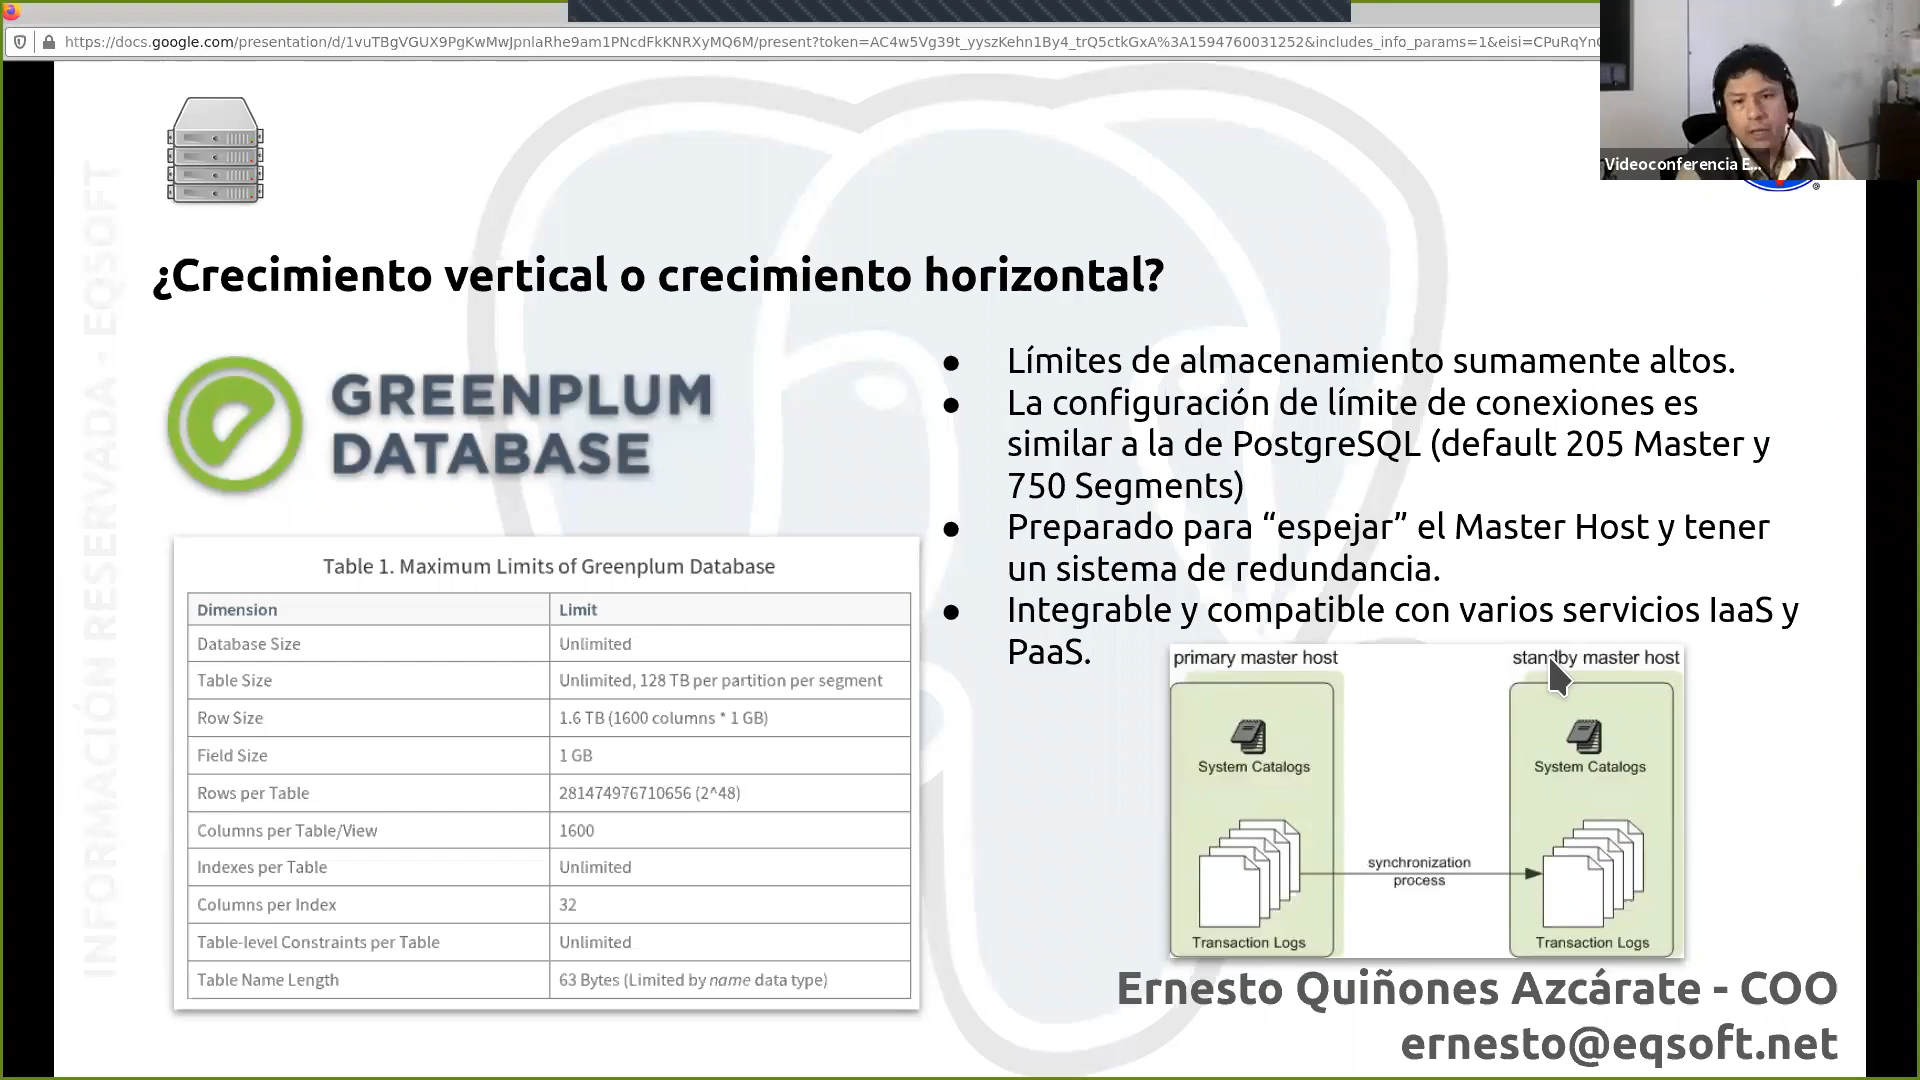 https://docs.google.com/presentation/d/1vuTBgVGUX9PgKwMwJpnlaRhe9am1PNcdFkKNRXyMQ6M/present?token=AC4w5Vg39t_yyszKehn1By4_trQ5ctkGxA%3A1594760031252&includes_info_params=1&eisi=CPuRqYn
Videoconferencia E...
INFORMACIÓN RESERVADA - EQSOFT
¿Crecimiento vertical o crecimiento horizontal?
GREENPLUM
DATABASE
● Límites de almacenamiento sumamente altos.
● La configuración de límite de conexiones es
similar a la de PostgreSQL (default 205 Master y
750 Segments)
● Preparado para “espejar” el Master Host y tener
un sistema de redundancia.
● Integrable y compatible con varios servicios IaaS y
PaaS.
Table 1. Maximum Limits of Greenplum Database
Dimension Limit
Database Size Unlimited
Table Size Unlimited, 128 TB per partition per segment
Row Size 1.6 TB (1600 columns * 1 GB)
Field Size 1 GB
Rows per Table 281474976710656 (2^48)
Columns per Table/View 1600
Indexes per Table Unlimited
Columns per Index 32
Table-level Constraints per Table Unlimited
Table Name Length 63 Bytes (Limited by name data type)
primary master host standby master host
System Catalogs System Catalogs
synchronization
process
Transaction Logs Transaction Logs
Ernesto Quiñones Azcárate - COO
ernesto@eqsoft.net